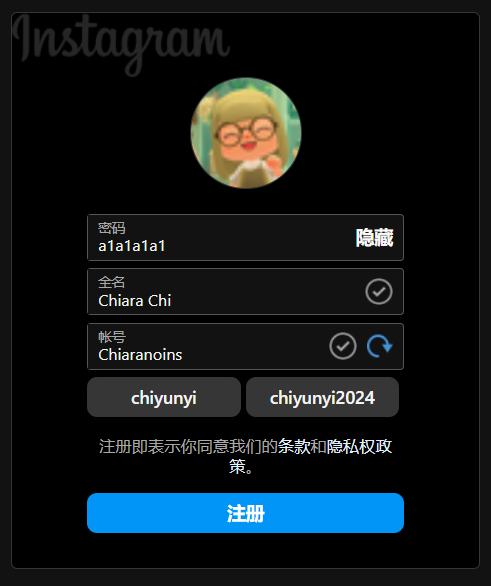 Instagram
密码
a1a1a1a1
隐藏
全名
Chiara Chi
帐号
Chiaranoins
chiyunyi
chiyunyi2024
注册即表示你同意我们的条款和隐私权政
策。
注册